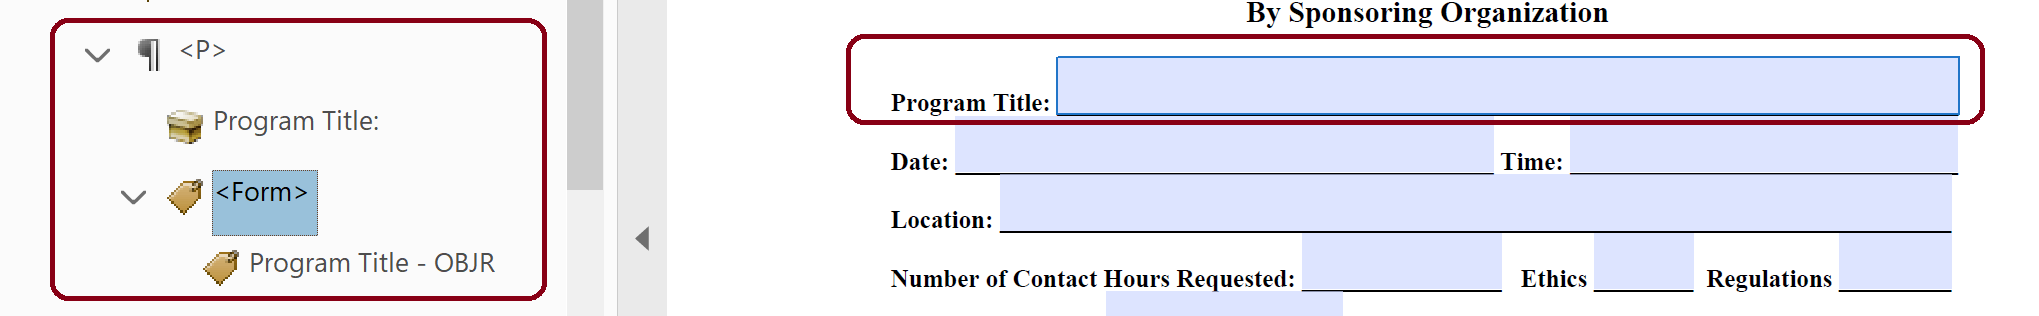 <P>
Program Title:
<Form>
Program Title - OBJR
By Sponsoring Organization
Program Title:
Date: Time:
Location:
Number of Contact Hours Requested: Ethics Regulations